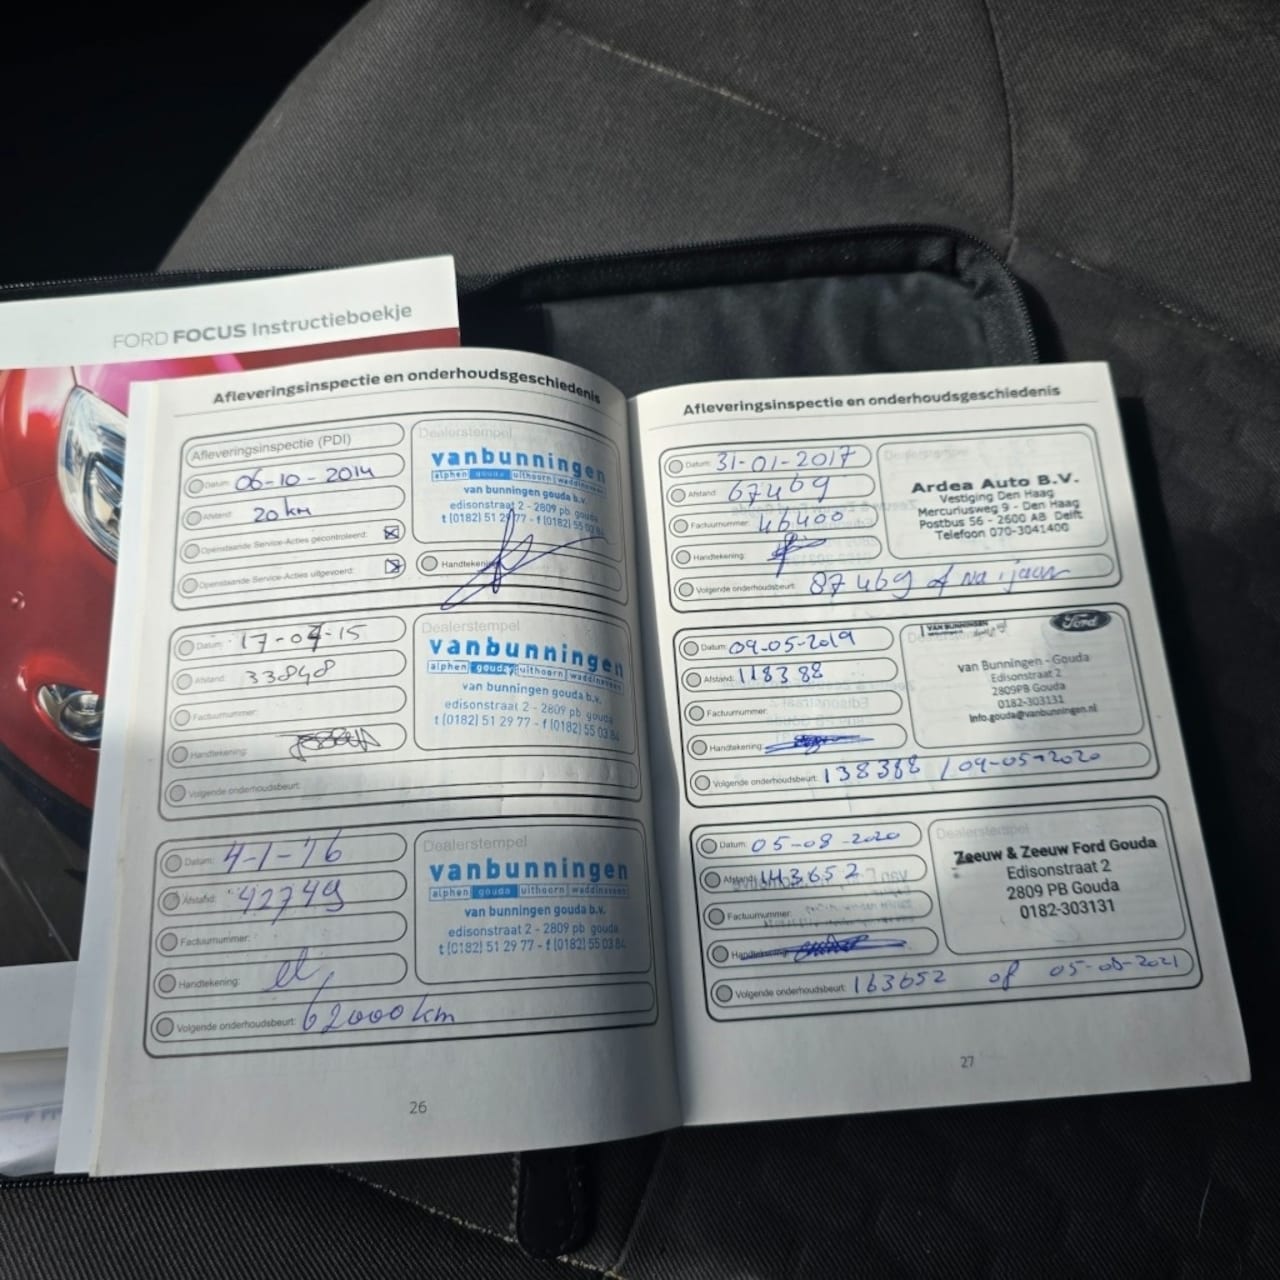 FORD FOCUS Instructieboekje
Afleveringsinspectie en onderhoudsgeschiedenis
Afleveringsinspectie (PDI)
Datum: 06-10-2014
Afstand: 20 km
Openstaande Service-Acties gecontroleerd:
Openstaande Service-Acties uitgevoerd:
Dealerstempel
vanbunningen
alphen gouda uithoorn waddinxveen
van bunningen gouda b.v.
edisonstraat 2 - 2809 pb gouda
t (0182) 51 29 77 - f (0182) 55 03 84
Handtekening:
Datum: 17-04-15
Afstand: 33848
Factuurnummer:
Handtekening:
Volgende onderhoudsbeurt:
Dealerstempel
vanbunningen
alphen gouda uithoorn waddinxveen
van bunningen gouda b.v.
edisonstraat 2 - 2809 pb gouda
t (0182) 51 29 77 - f (0182) 55 03 84
Datum: 4-1-'16
Afstand: 42749
Factuurnummer:
Handtekening:
Volgende onderhoudsbeurt: 62000 km
Dealerstempel
vanbunningen
alphen gouda uithoorn waddinxveen
van bunningen gouda b.v.
edisonstraat 2 - 2809 pb gouda
t (0182) 51 29 77 - f (0182) 55 03 84
26
Afleveringsinspectie en onderhoudsgeschiedenis
Datum: 31-01-2017
Afstand: 67469
Factuurnummer: 46400
Handtekening:
Volgende onderhoudsbeurt: 87469 of na 1 jaar
Dealerstempel
Ardea Auto B.V.
Vestiging Den Haag
Mercuriusweg 9 - Den Haag
Postbus 56 - 2600 AB Delft
Telefoon 070-3041400
Datum: 09-05-2019
Afstand: 118388
Factuurnummer:
Handtekening:
Volgende onderhoudsbeurt: 138388 / 09-05-2020
VAN BUNNINGEN
Ford
van Bunningen - Gouda
Edisonstraat 2
2809PB Gouda
0182-303131
Info.gouda@vanbunningen.nl
Datum: 05-08-2020
Afstand: 143652
Factuurnummer:
Handtekening:
Volgende onderhoudsbeurt: 163652 of 05-08-2021
Dealerstempel
Zeeuw & Zeeuw Ford Gouda
Edisonstraat 2
2809 PB Gouda
0182-303131
27